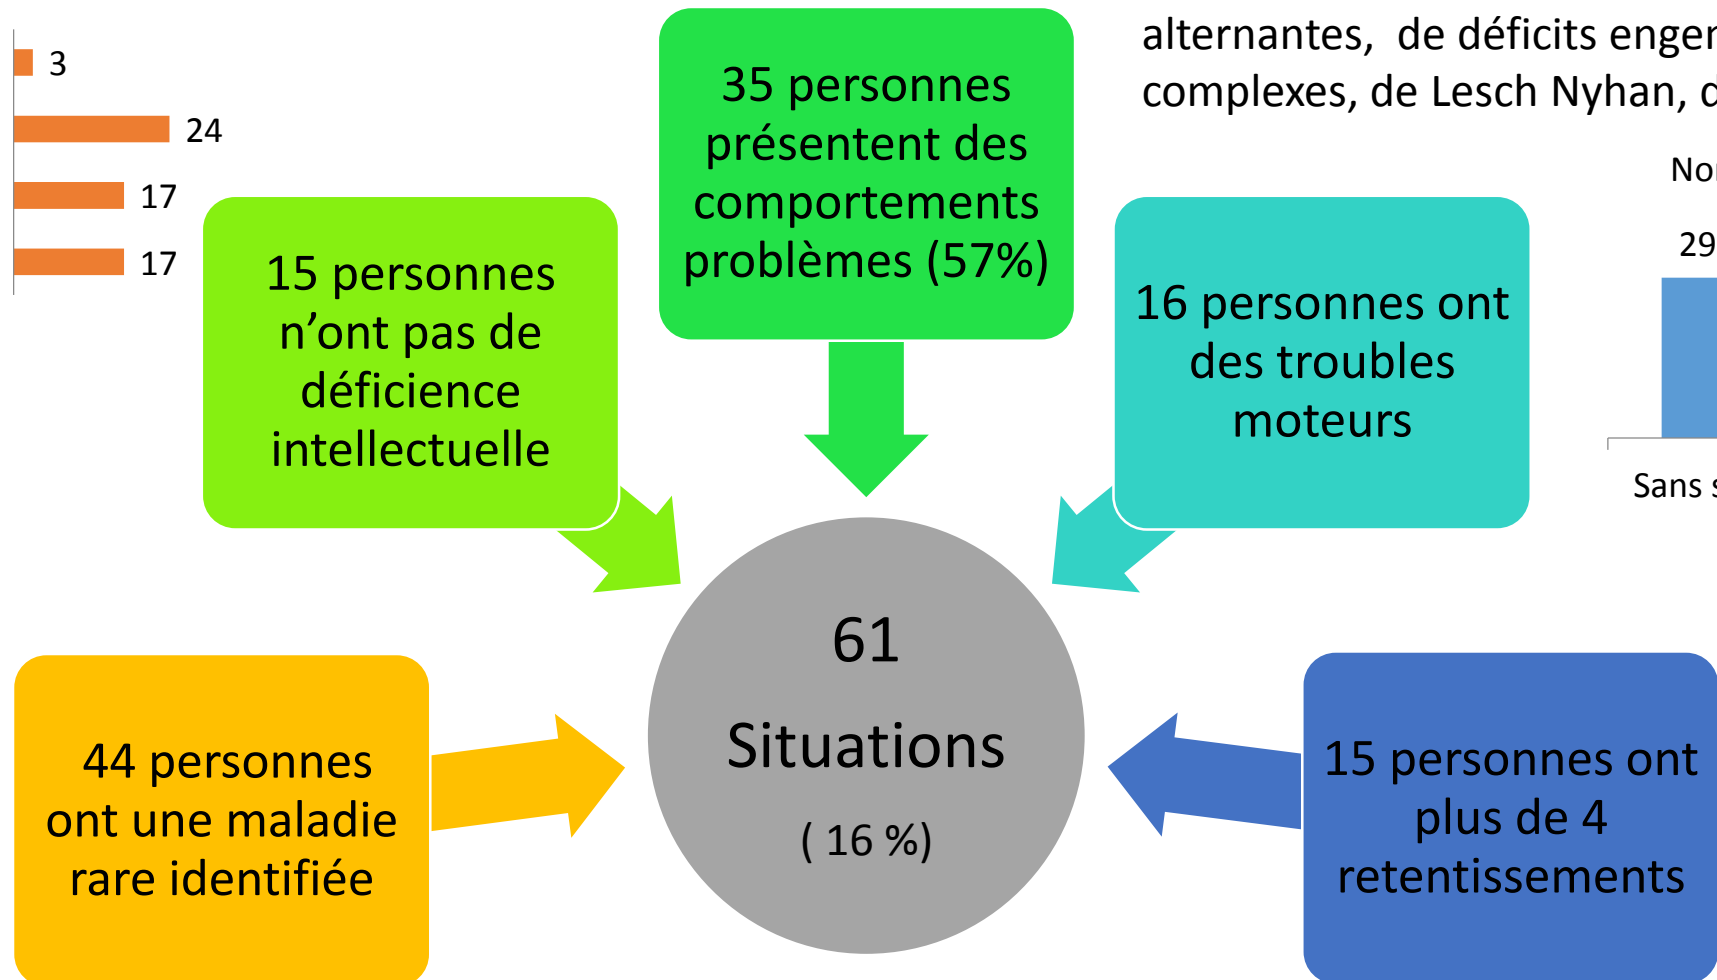 3
24
17
17
15 personnes
n’ont pas de
déficience
intellectuelle
35 personnes
présentent des
comportements
problèmes (57%)
alternantes, de déficits
complexes, de Lesch Nyhan,
16 personnes ont
des troubles
moteurs
29
Sans
44 personnes
ont une maladie
rare identifiée
61
Situations
( 16 %)
15 personnes ont
plus de 4
retentissements